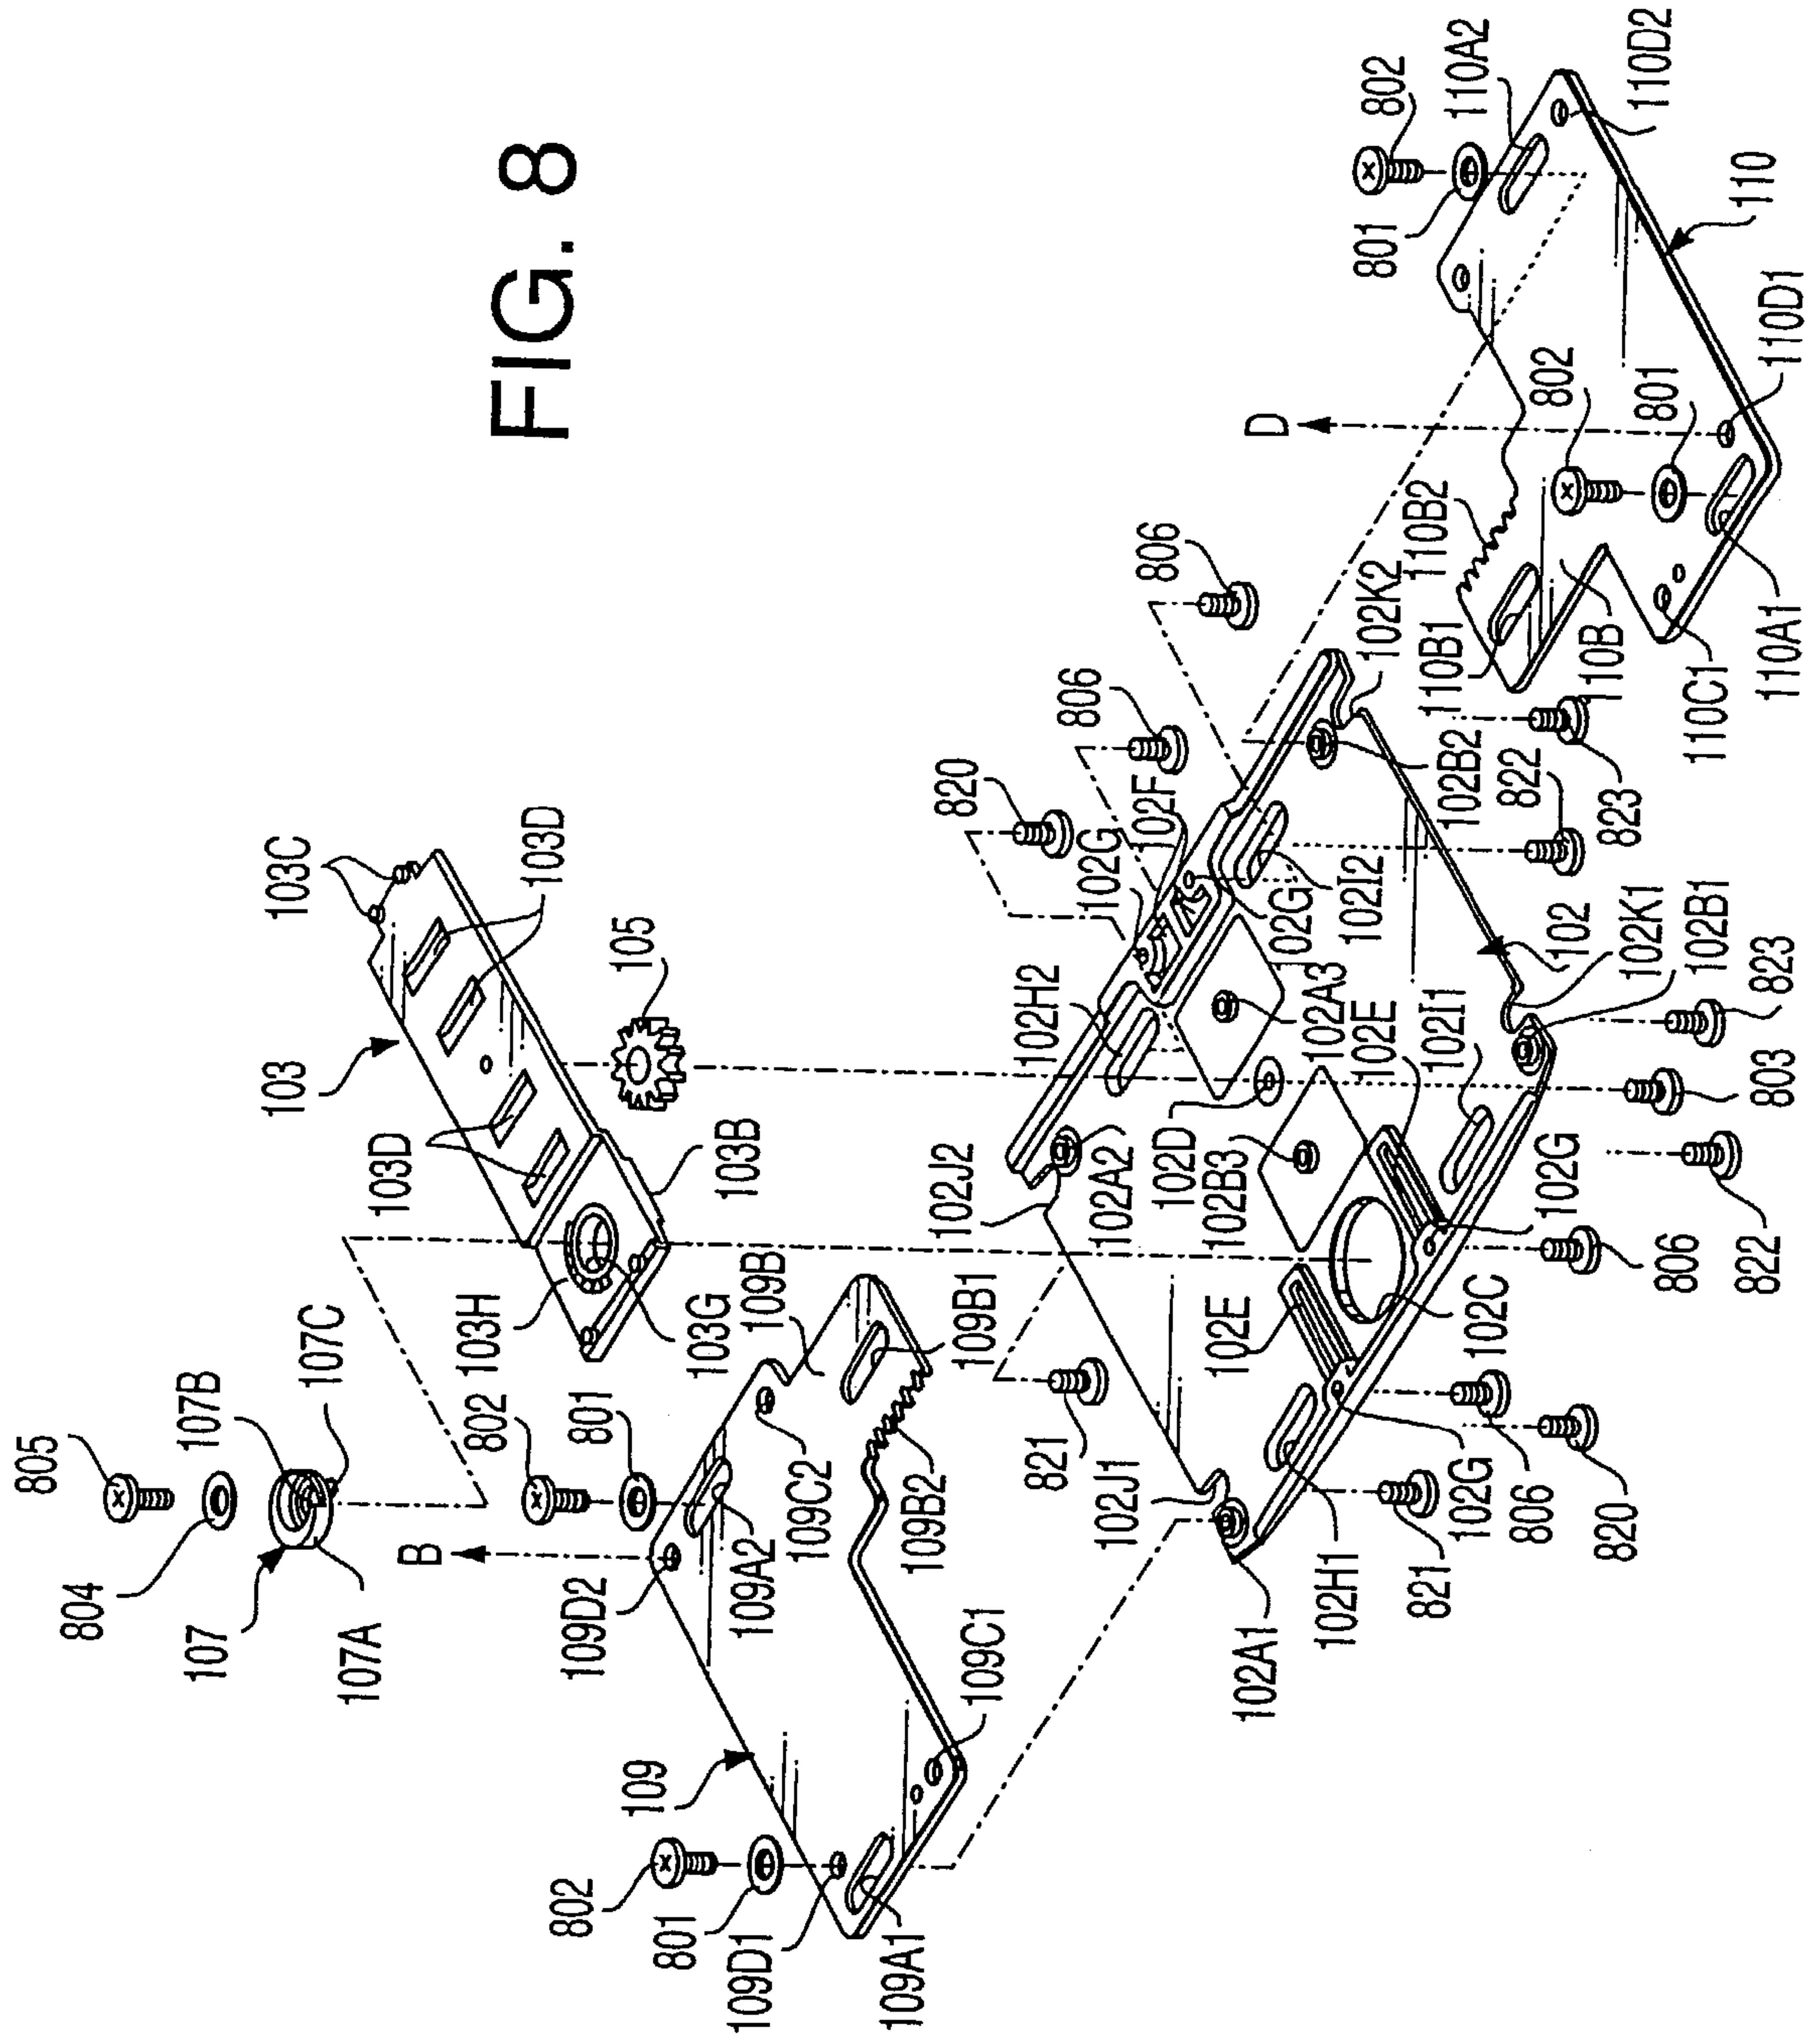 FIG. 8
805
804
107B
107
107C
107A
103
103C
103D
103D
103H
103B
103G
105
802
801
B
109B
109D2
109A2
109C2
109B1
109B2
109
802
801
109D1
109A1
109C1
820
806
806
102G
102F
102H2
102J2
102A2
102D
102B3
102A3
102G
102I2
102E
102I1
102K2
102B2
821
102J1
102E
102C
102G
102A1
102H1
102G
821
806
820
806
822
803
823
102
102K1
102B1
822
823
802
801
110A2
110D2
D
802
801
110B2
110B1
110B
110C1
110A1
110D1
110